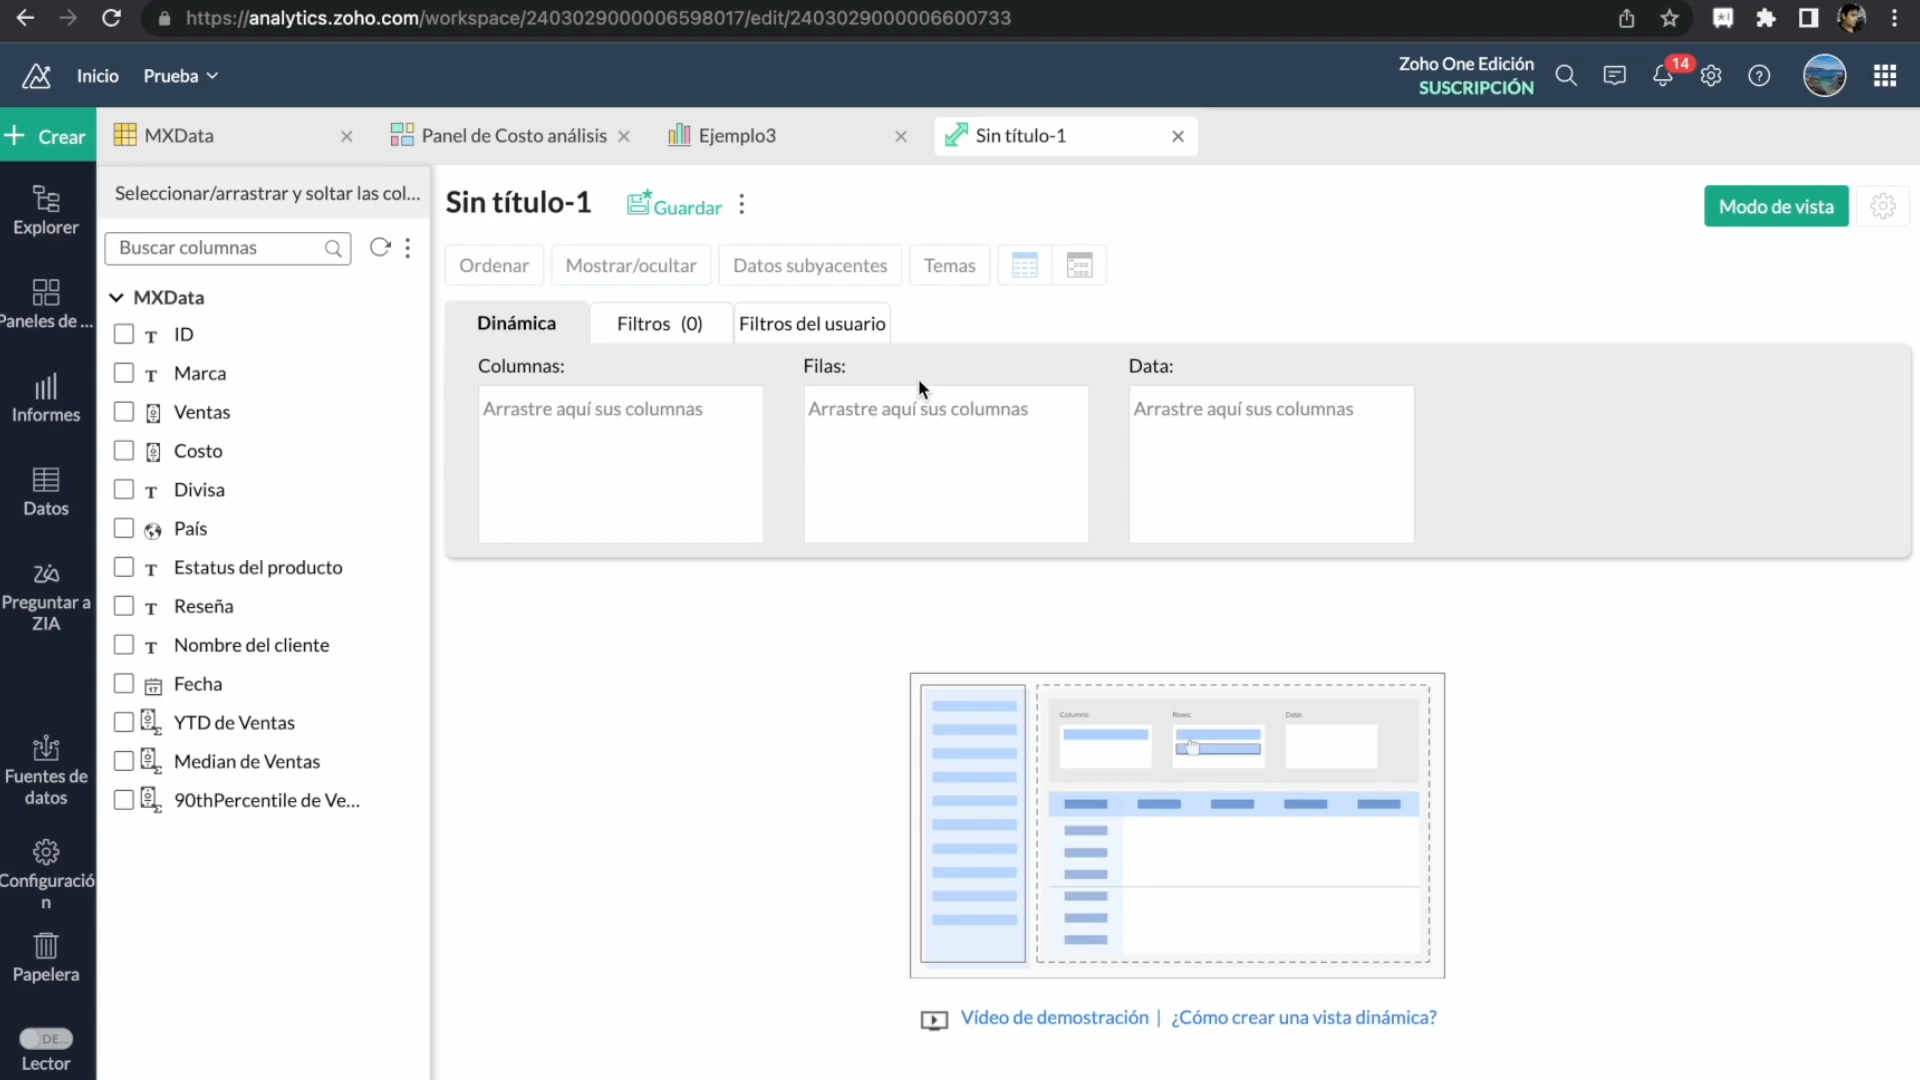 https://analytics.zoho.com/workspace/2403029000006598017/edit/2403029000006600733
Inicio
Prueba
Zoho One Edición
SUSCRIPCIÓN
14
Crear
MXData
Panel de Costo análisis
Ejemplo3
Sin título-1
Explorer
Paneles de ...
Informes
Datos
Preguntar a
ZIA
Fuentes de
datos
Configuració
n
Papelera
DE...
Lector
Seleccionar/arrastrar y soltar las col...
Buscar columnas
MXData
T ID
T Marca
Ventas
Costo
T Divisa
País
T Estatus del producto
T Reseña
T Nombre del cliente
17 Fecha
YTD de Ventas
Median de Ventas
90thPercentile de Ve...
Sin título-1
Guardar
Modo de vista
Ordenar
Mostrar/ocultar
Datos subyacentes
Temas
Dinámica
Filtros (0)
Filtros del usuario
Columnas:
Filas:
Data:
Arrastre aquí sus columnas
Arrastre aquí sus columnas
Arrastre aquí sus columnas
Columns:
Rows:
Data:
Vídeo de demostración | ¿Cómo crear una vista dinámica?